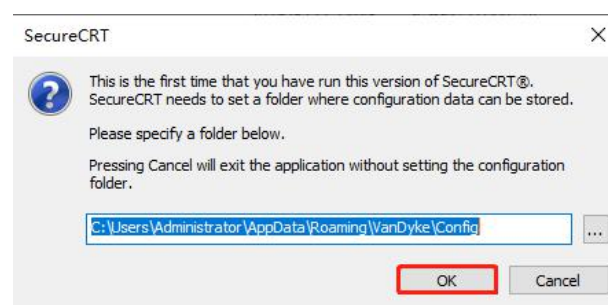 SecureCRT
This is the first time that you have run this version of SecureCRT®.
SecureCRT needs to set a folder where configuration data can be stored.
Please specify a folder below.
Pressing Cancel will exit the application without setting the configuration
folder.
C:\Users\Administrator\AppData\Roaming\VanDyke\Config
...
OK
Cancel